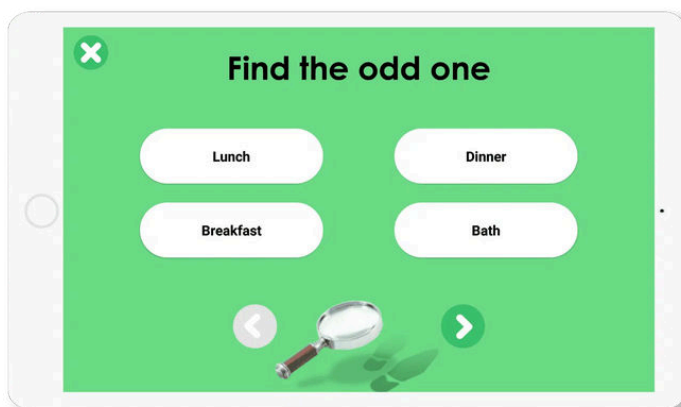 Find the odd one
Lunch
Dinner
Breakfast
Bath